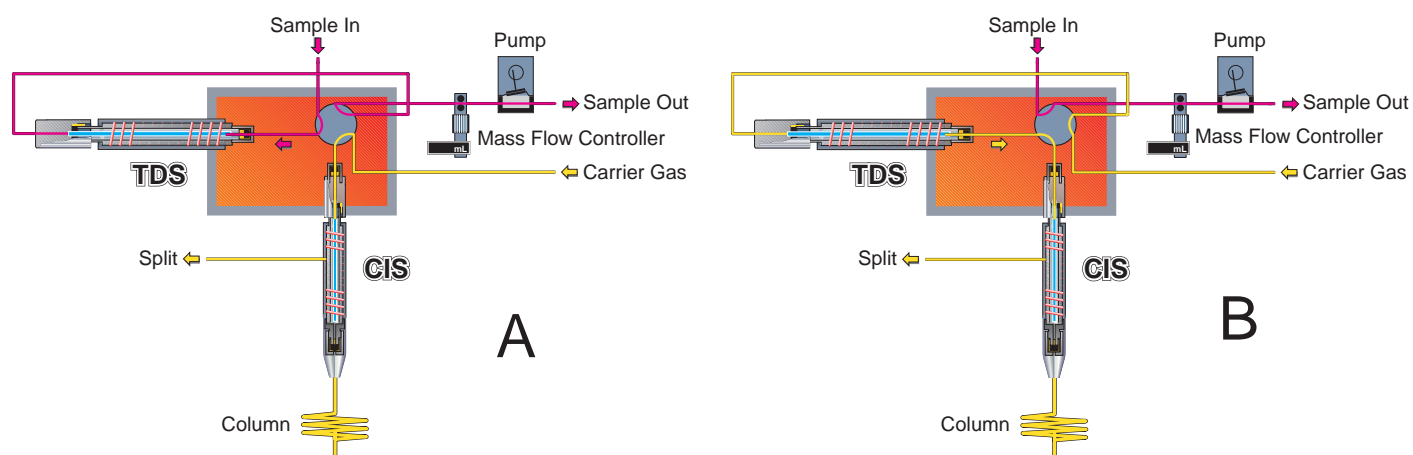 Sample In
Pump
Sample Out
Mass Flow Controller
mL
TDS
Carrier Gas
Split
CIS
A
Column
Sample In
Pump
Sample Out
Mass Flow Controller
mL
TDS
Carrier Gas
Split
CIS
B
Column